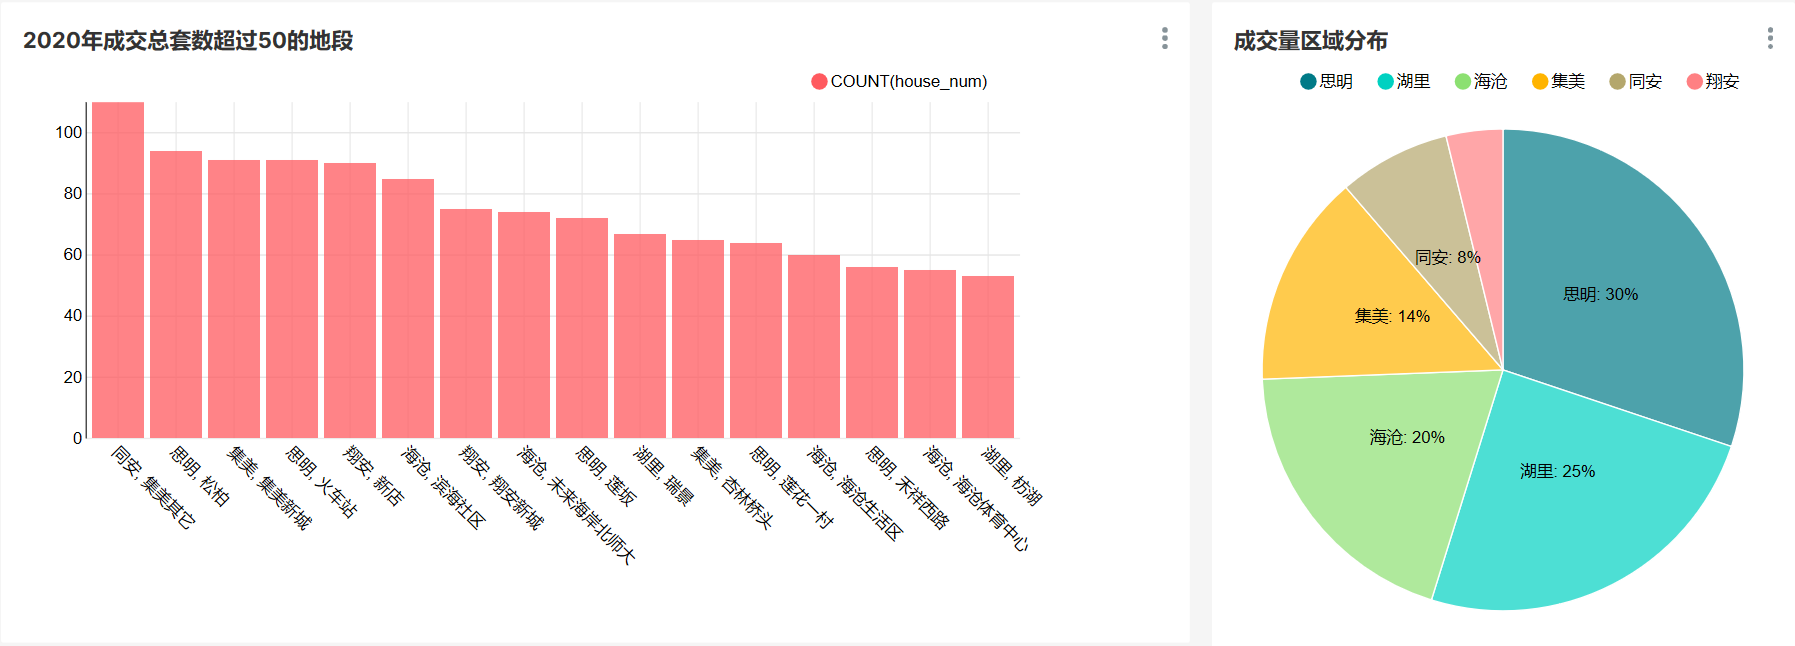 2020年成交总套数超过50的地段
COUNT(house_num)
100
80
60
40
20
0
同安, 集美其它
思明, 松柏
集美, 集美新城
思明, 火车站
翔安, 新店
海沧, 滨海社区
翔安, 翔安新城
海沧, 未来海岸北师大
思明, 莲坂
湖里, 瑞景
集美, 杏林桥头
思明, 莲花一村
海沧, 海沧生活区
思明, 天祥西路
海沧, 海沧体育中心
湖里, 枋湖
成交量区域分布
思明 湖里 海沧 集美 同安 翔安
同安: 8%
思明: 30%
集美: 14%
海沧: 20%
湖里: 25%